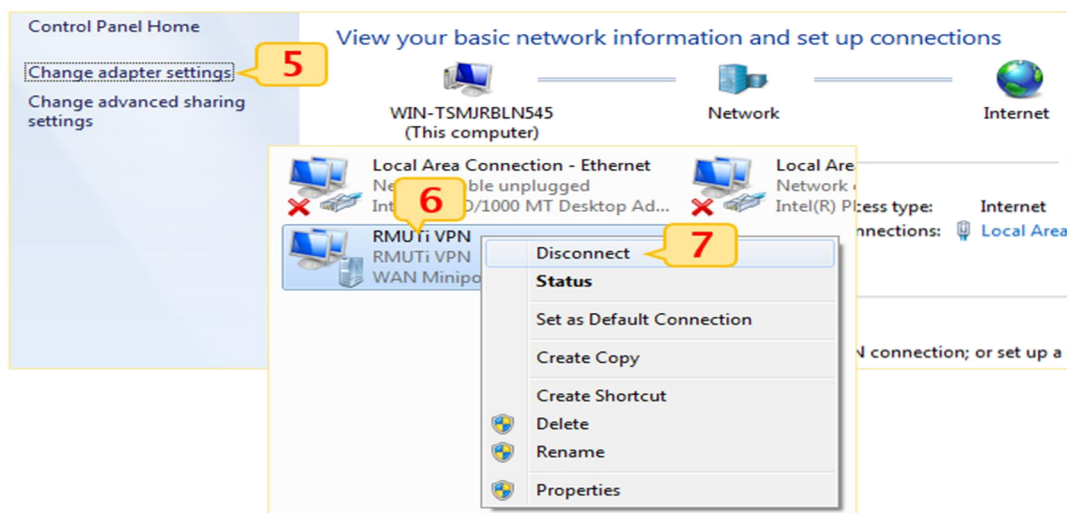 Control Panel Home
Change adapter settings
5
Change advanced sharing
settings
View your basic network information and set up connections
WIN-TSMJRBLN545
(This computer)
Network
Internet
Local Area Connection - Ethernet
ble unplugged
6
0/1000 MT Desktop Ad...
Local Are
Network
Intel(R) P
cess type:
Internet
nnections:
Local Area
RMUTi VPN
RMUTi VPN
WAN Minipo
Disconnect
7
Status
Set as Default Connection
Create Copy
Create Shortcut
Delete
Rename
Properties
N connection; or set up a